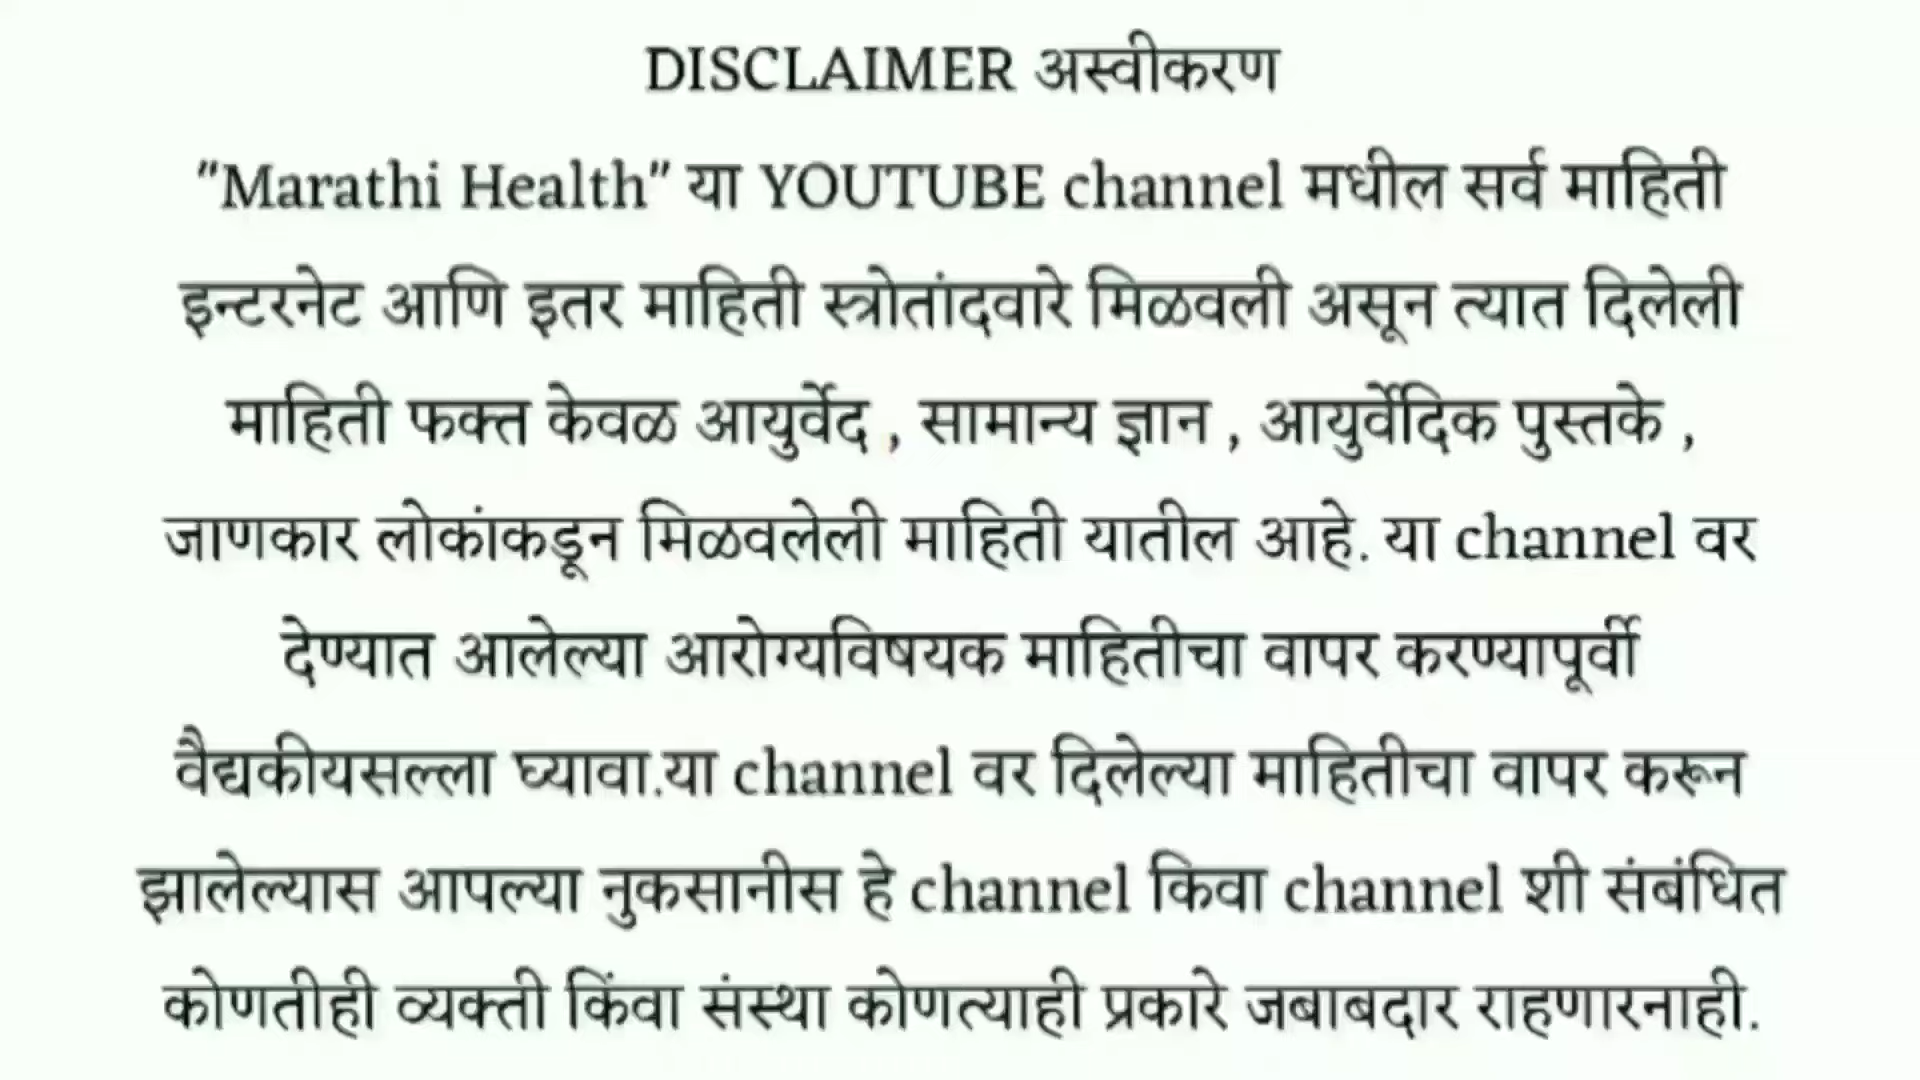 DISCLAIMER अस्वीकरण
"Marathi Health" या YOUTUBE channel मधील सर्व माहिती
इन्टरनेट आणि इतर माहिती स्त्रोतांदवारे मिळवली असून त्यात दिलेली
माहिती फक्त केवळ आयुर्वेद , सामान्य ज्ञान , आयुर्वेदिक पुस्तके ,
जाणकार लोकांकडून मिळवलेली माहिती यातील आहे. या channel वर
देण्यात आलेल्या आरोग्यविषयक माहितीचा वापर करण्यापूर्वी
वैद्यकीयसल्ला घ्यावा.या channel वर दिलेल्या माहितीचा वापर करून
झालेल्यास आपल्या नुकसानीस हे channel किवा channel शी संबंधित
कोणतीही व्यक्ती किंवा संस्था कोणत्याही प्रकारे जबाबदार राहणारनाही.